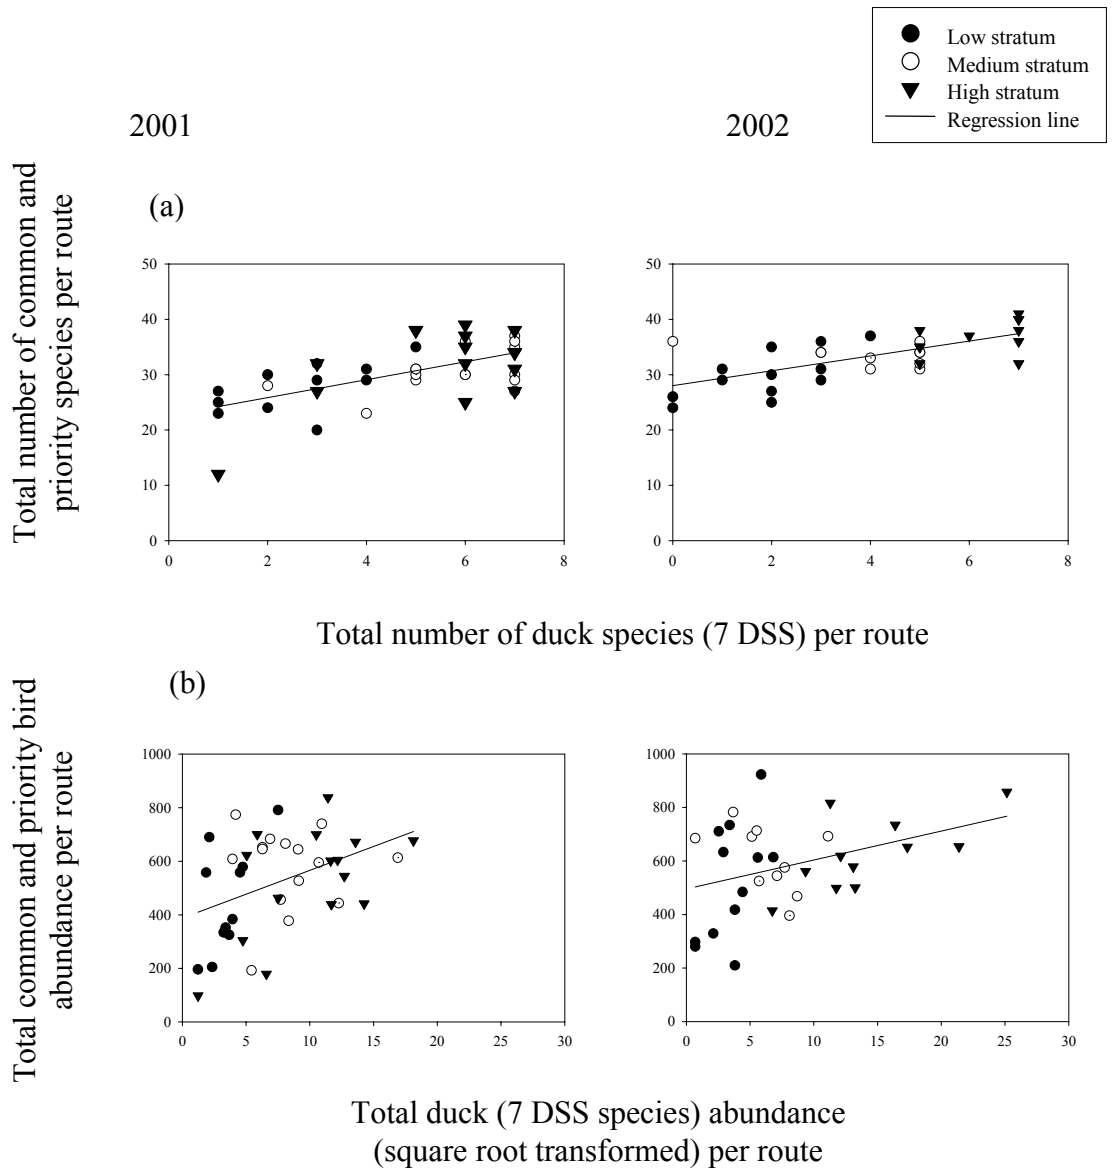 Low stratum
Medium stratum
High stratum
Regression line
2001
2002
Total number of common and
priority species per route
(a)
50
40
30
20
10
0
0 2 4 6 8
50
40
30
20
10
0
0 2 4 6 8
Total number of duck species (7 DSS) per route
Total common and priority bird
abundance per route
(b)
1000
800
600
400
200
0
0 5 10 15 20 25 30
1000
800
600
400
200
0
0 5 10 15 20 25 30
Total duck (7 DSS species) abundance
(square root transformed) per route